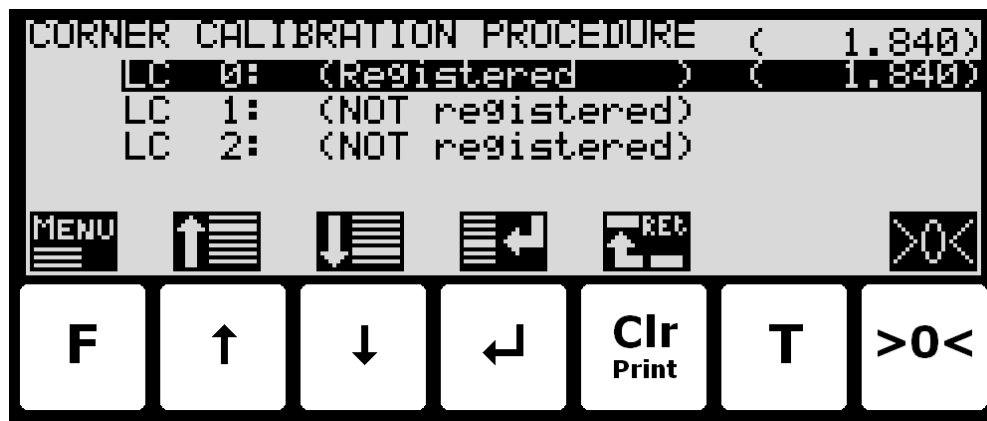 CORNER CALIBRATION PROCEDURE ( 1.840)
LC 0: (Registered ) ( 1.840)
LC 1: (NOT registered)
LC 2: (NOT registered)
MENU RET >0<
F ↑ ↓ ↵ Clr T >0<
Print